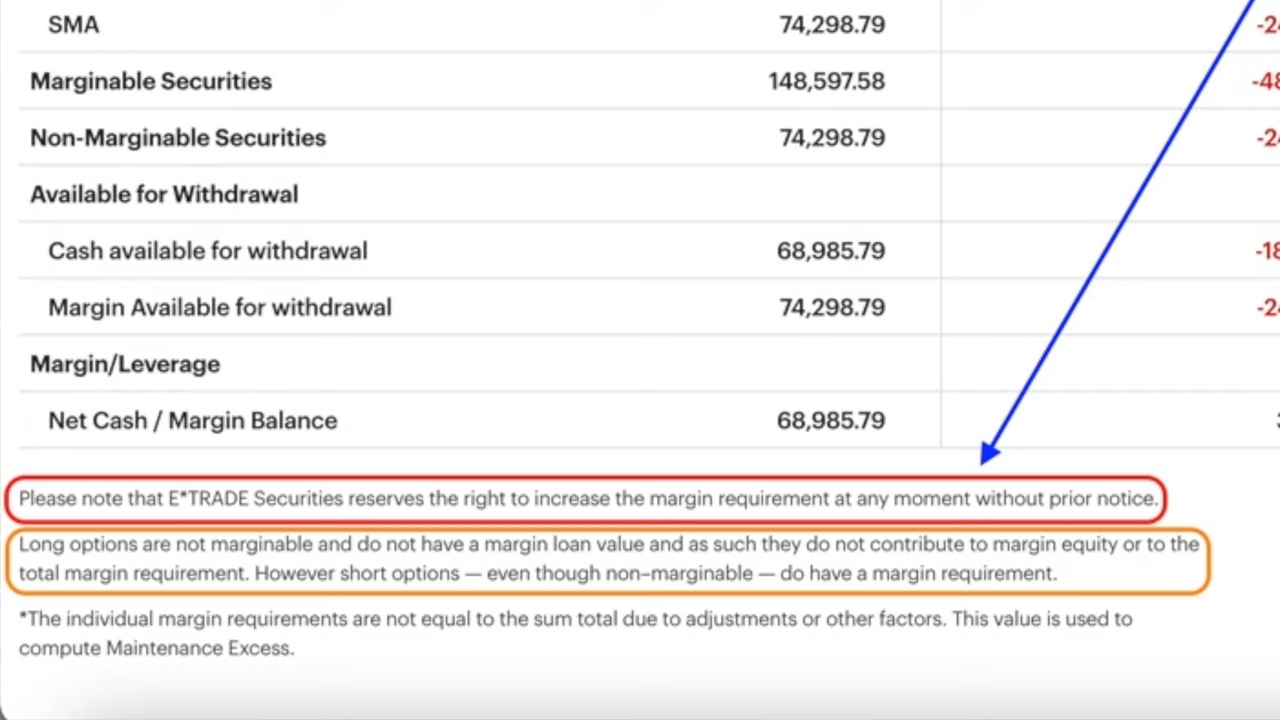 SMA 74,298.79 -24
Marginable Securities 148,597.58 -48
Non-Marginable Securities 74,298.79 -24
Available for Withdrawal
Cash available for withdrawal 68,985.79 -18
Margin Available for withdrawal 74,298.79 -24
Margin/Leverage
Net Cash / Margin Balance 68,985.79
Please note that E*TRADE Securities reserves the right to increase the margin requirement at any moment without prior notice.
Long options are not marginable and do not have a margin loan value and as such they do not contribute to margin equity or to the
total margin requirement. However short options — even though non–marginable — do have a margin requirement.
*The individual margin requirements are not equal to the sum total due to adjustments or other factors. This value is used to
compute Maintenance Excess.